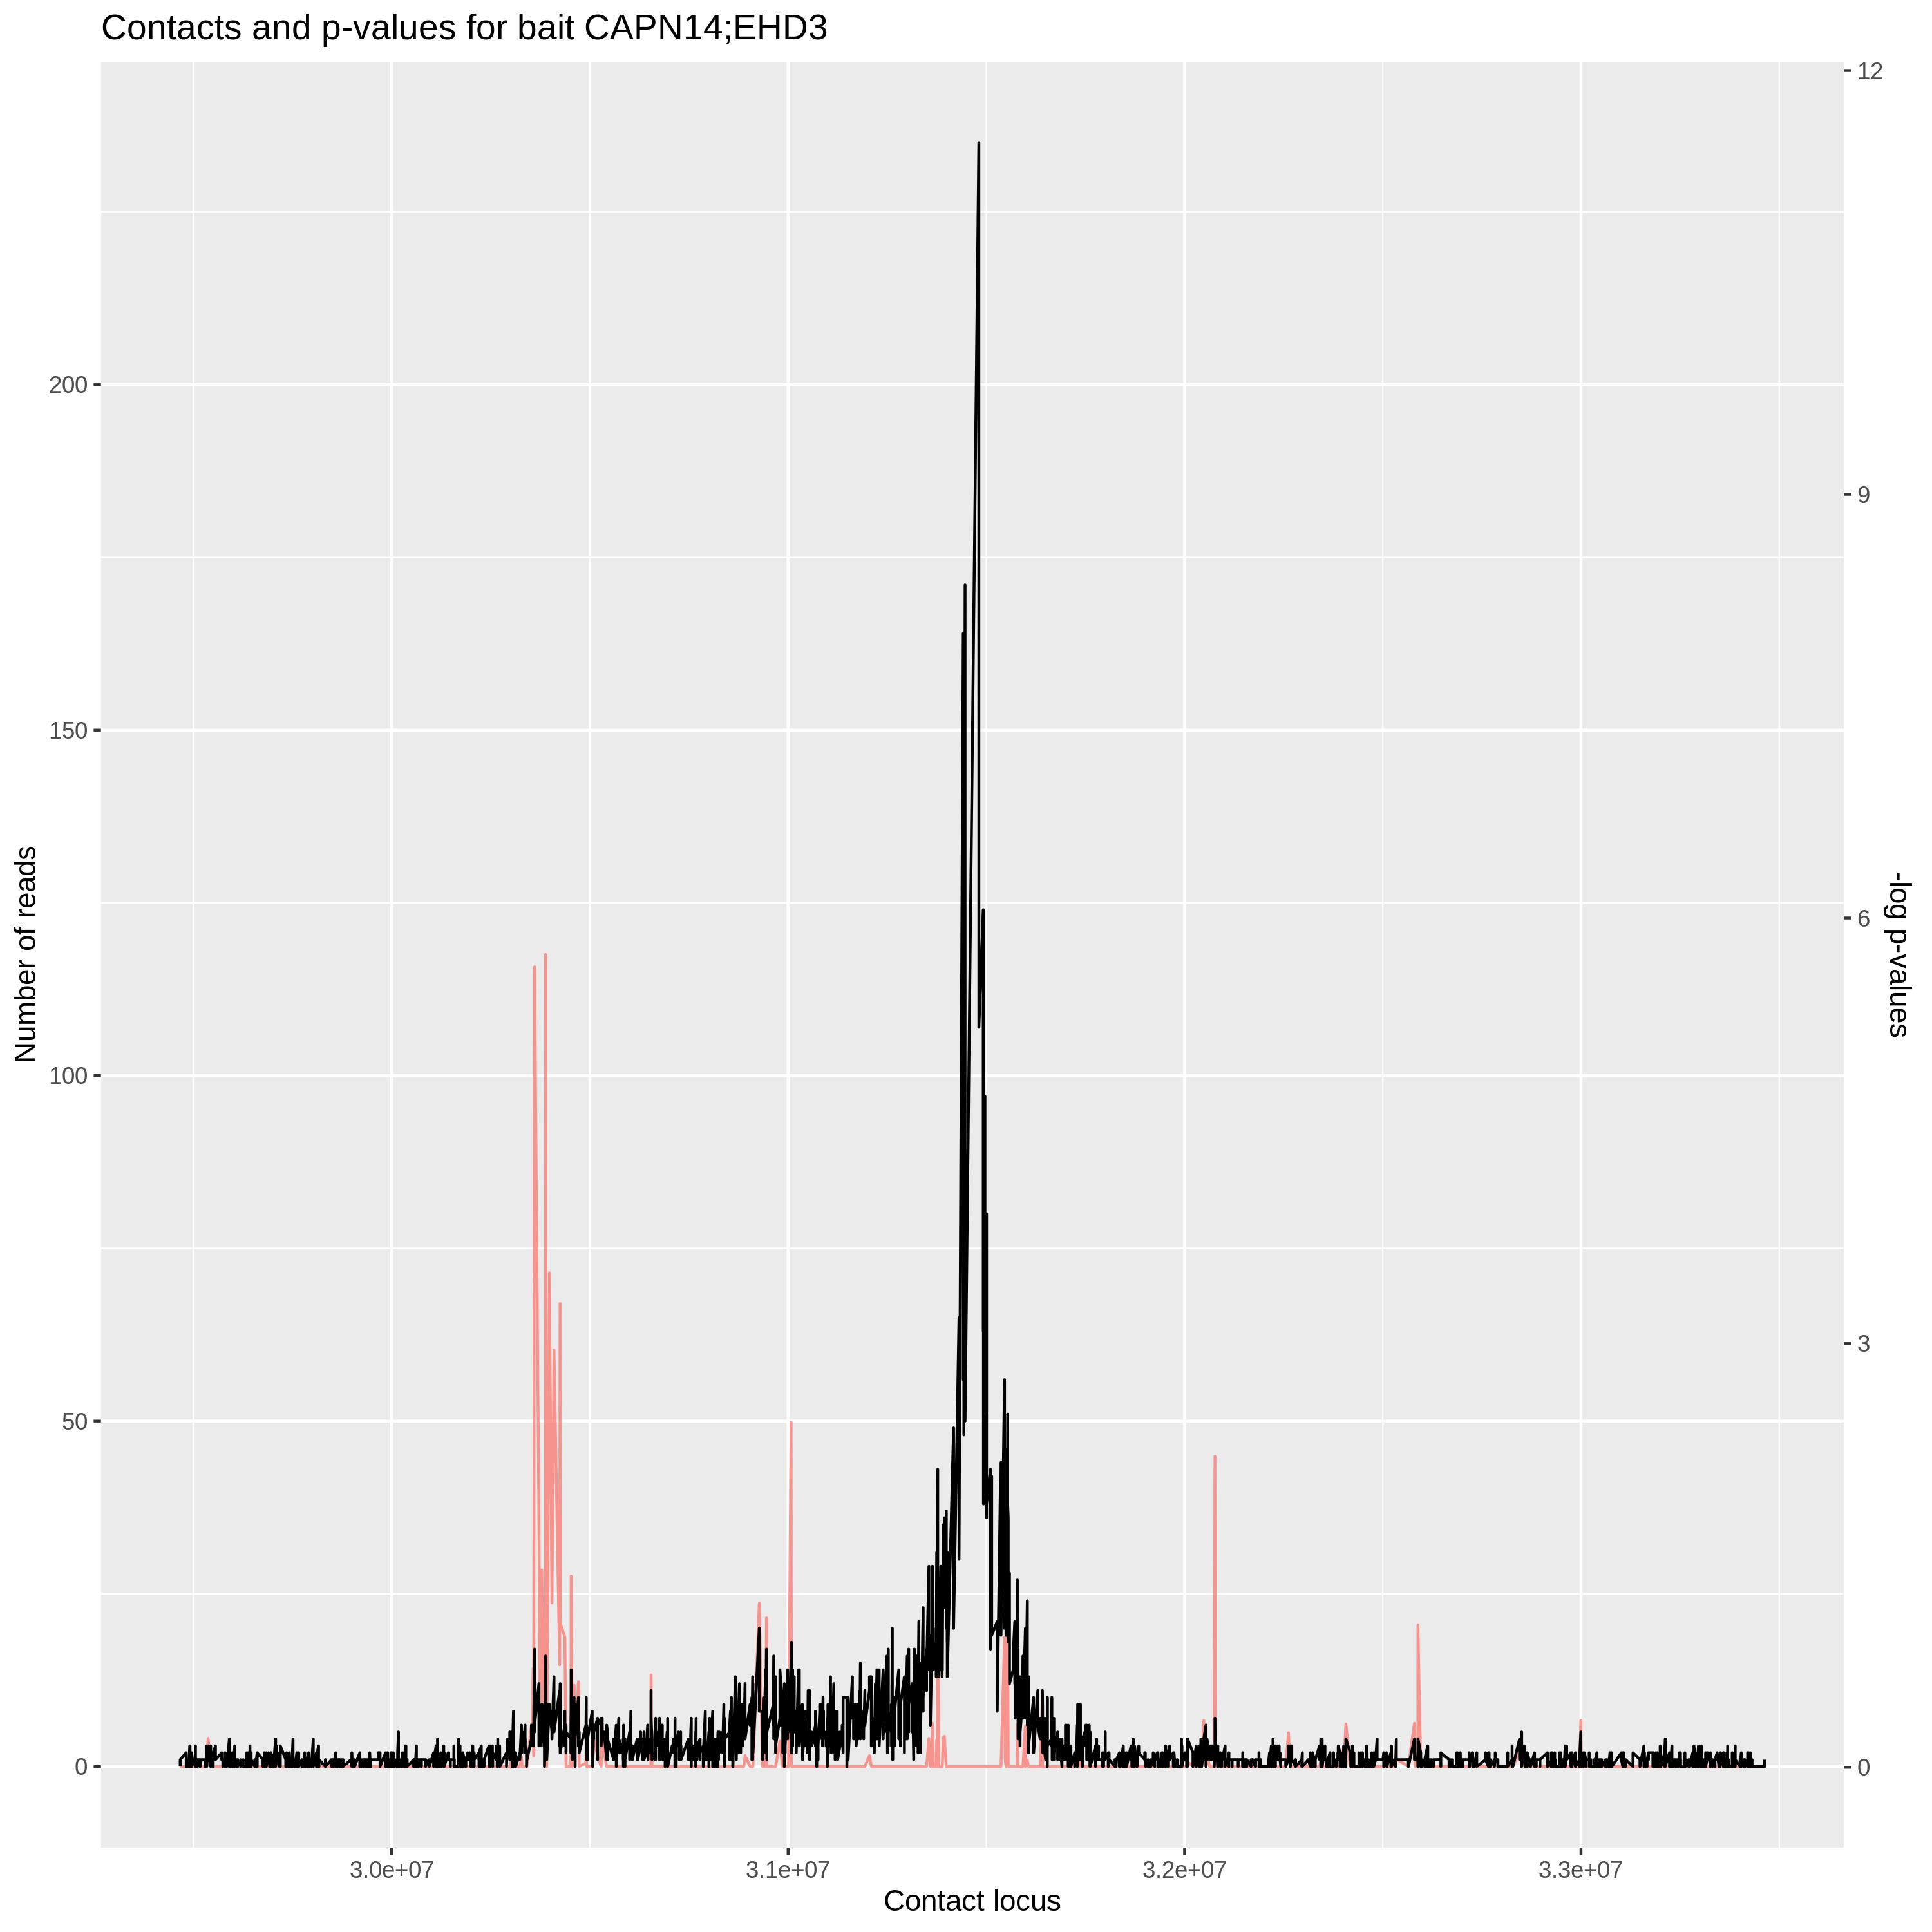 Contacts and p-values for bait CAPN14;EHD3
12
9
6
3
0
-log p-values
200
150
100
50
0
Number of reads
3.0e+07
3.1e+07
3.2e+07
3.3e+07
Contact locus